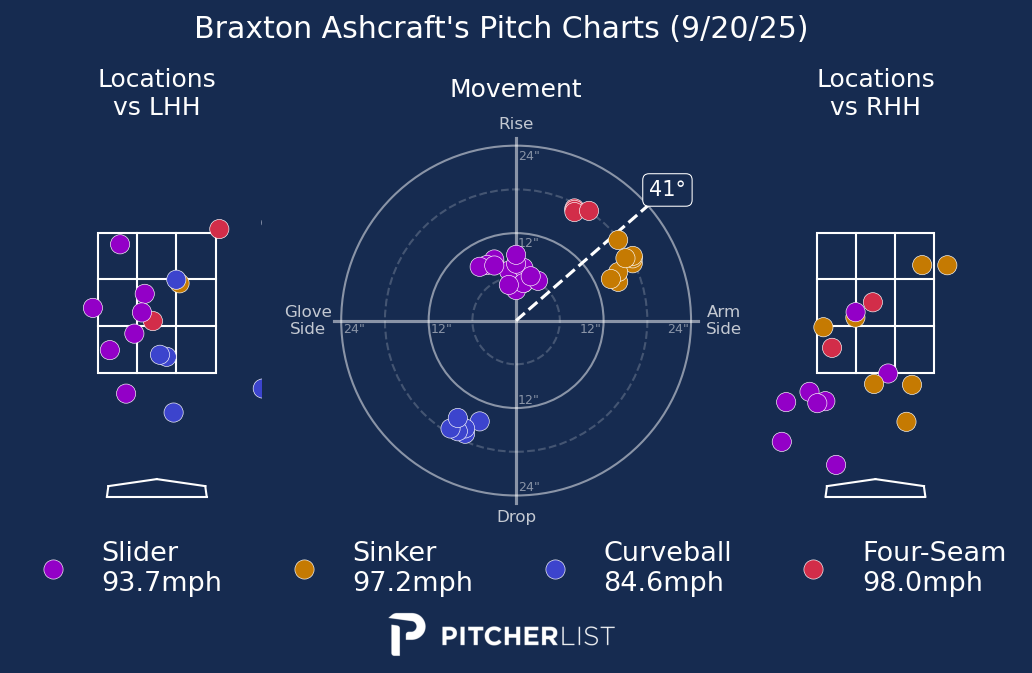 Braxton Ashcraft's Pitch Charts (9/20/25)
Locations
vs LHH
Movement
Locations
vs RHH
Rise
24"
41°
12"
Glove
Side
24"
12"
12"
24"
Arm
Side
12"
24"
Drop
Slider
93.7mph
Sinker
97.2mph
Curveball
84.6mph
Four-Seam
98.0mph
PITCHERLIST